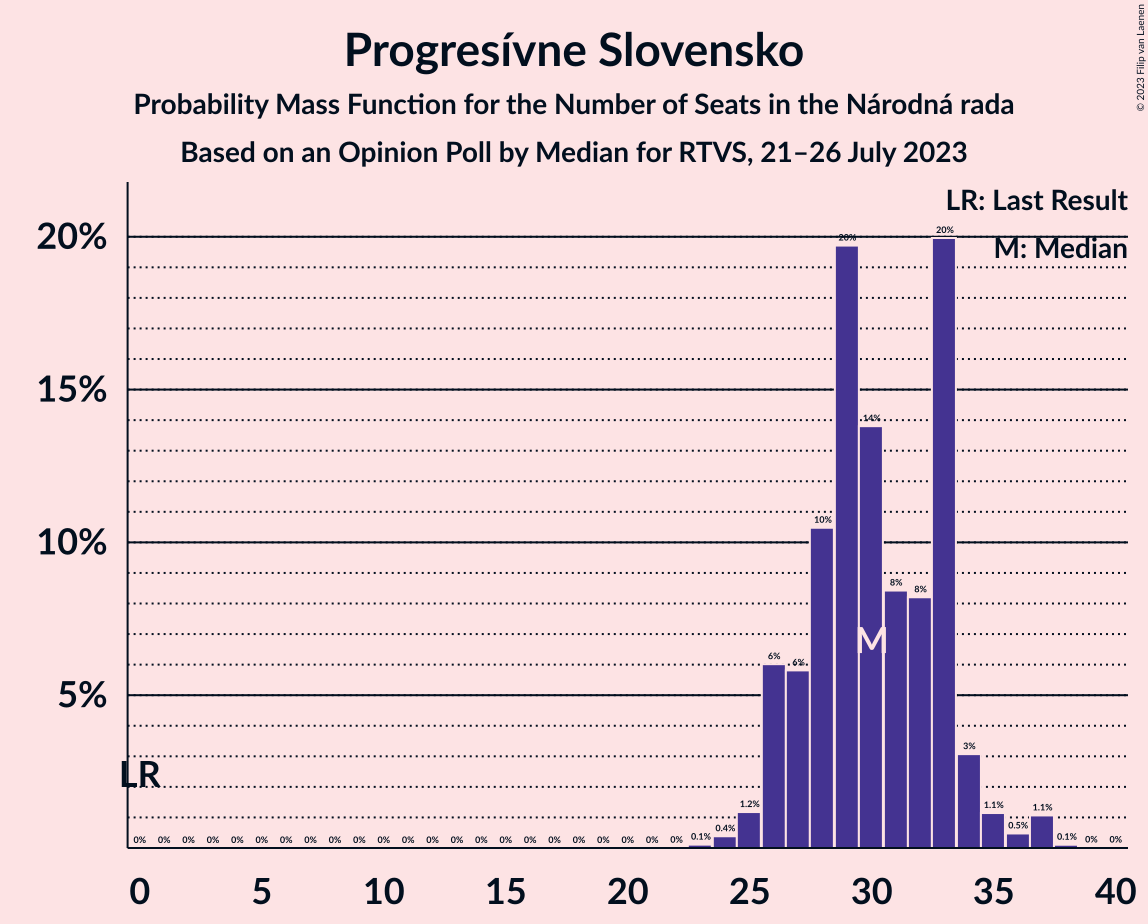 Progresívne Slovensko
Probability Mass Function for the Number of Seats in the Národná rada
Based on an Opinion Poll by Median for RTVS, 21–26 July 2023
© 2023 Filip van Laenen
LR: Last Result
M: Median
20%
15%
10%
5%
LR
M
0% 0% 0% 0% 0% 0% 0% 0% 0% 0% 0% 0% 0% 0% 0% 0% 0% 0% 0% 0% 0% 0% 0% 0.1% 0.4% 1.2% 6% 6% 10% 20% 14% 8% 8% 20% 3% 1.1% 0.5% 1.1% 0.1% 0% 0%
0 5 10 15 20 25 30 35 40